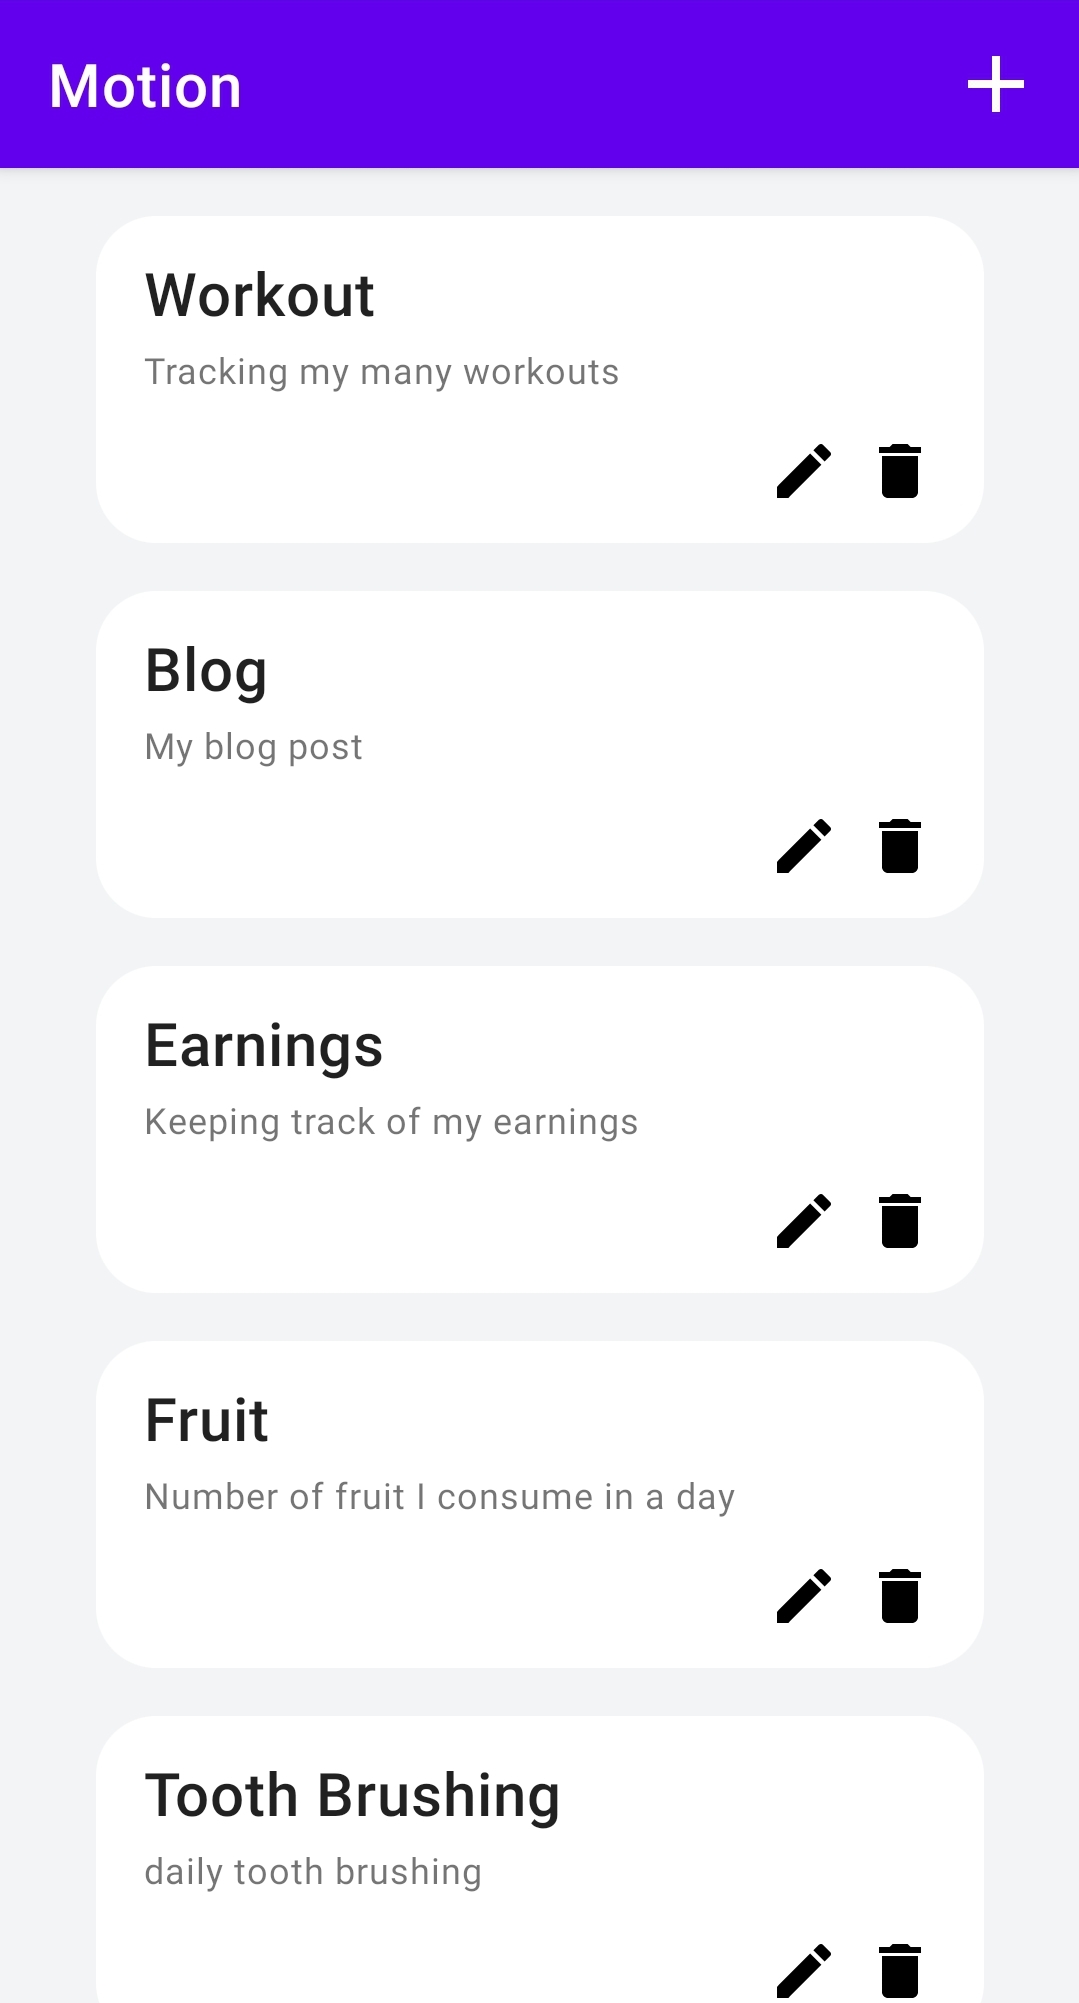 Motion
Workout
Tracking my many workouts
Blog
My blog post
Earnings
Keeping track of my earnings
Fruit
Number of fruit I consume in a day
Tooth Brushing
daily tooth brushing